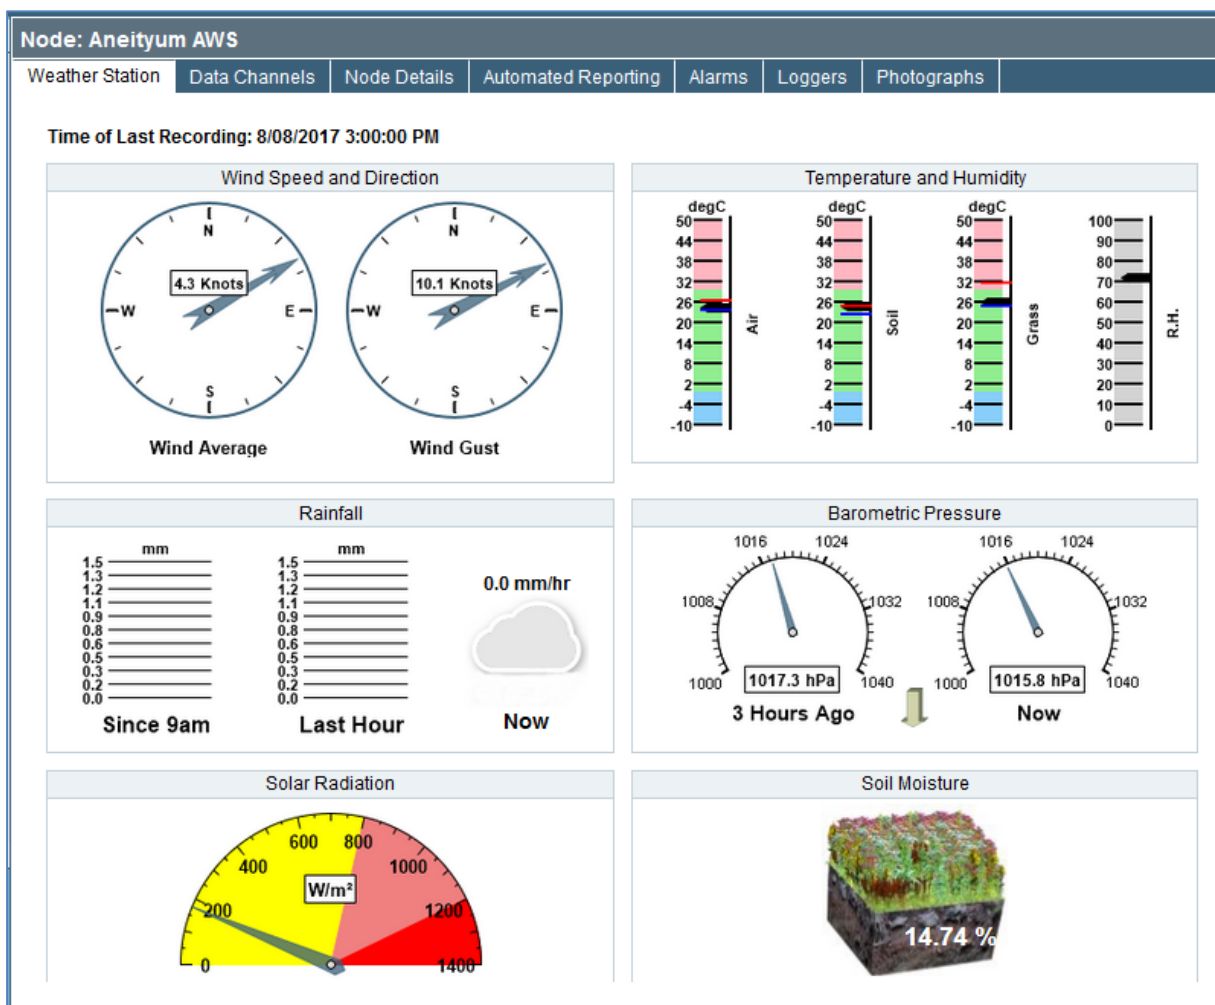 Node: Aneityum AWS
Weather Station Data Channels Node Details Automated Reporting Alarms Loggers Photographs
Time of Last Recording: 8/08/2017 3:00:00 PM
Wind Speed and Direction
N
4.3 Knots
W E
S
Wind Average
N
10.1 Knots
W E
S
Wind Gust
Temperature and Humidity
degC
50
44
38
32
26
20
14
8
2
-4
-10
Air
degC
50
44
38
32
26
20
14
8
2
-4
-10
Soil
degC
50
44
38
32
26
20
14
8
2
-4
-10
Grass
100
90
80
70
60
50
40
30
20
10
0
R.H.
Rainfall
mm
1.5
1.3
1.2
1.1
0.9
0.8
0.6
0.5
0.3
0.2
0.0
Since 9am
mm
1.5
1.3
1.2
1.1
0.9
0.8
0.6
0.5
0.3
0.2
0.0
Last Hour
0.0 mm/hr
Now
Barometric Pressure
1016 1024
1008 1032
1000 1017.3 hPa 1040
3 Hours Ago
1016 1024
1008 1032
1000 1015.8 hPa 1040
Now
Solar Radiation
600 800
400 1000
W/m²
200 1200
0 1400
Soil Moisture
14.74 %